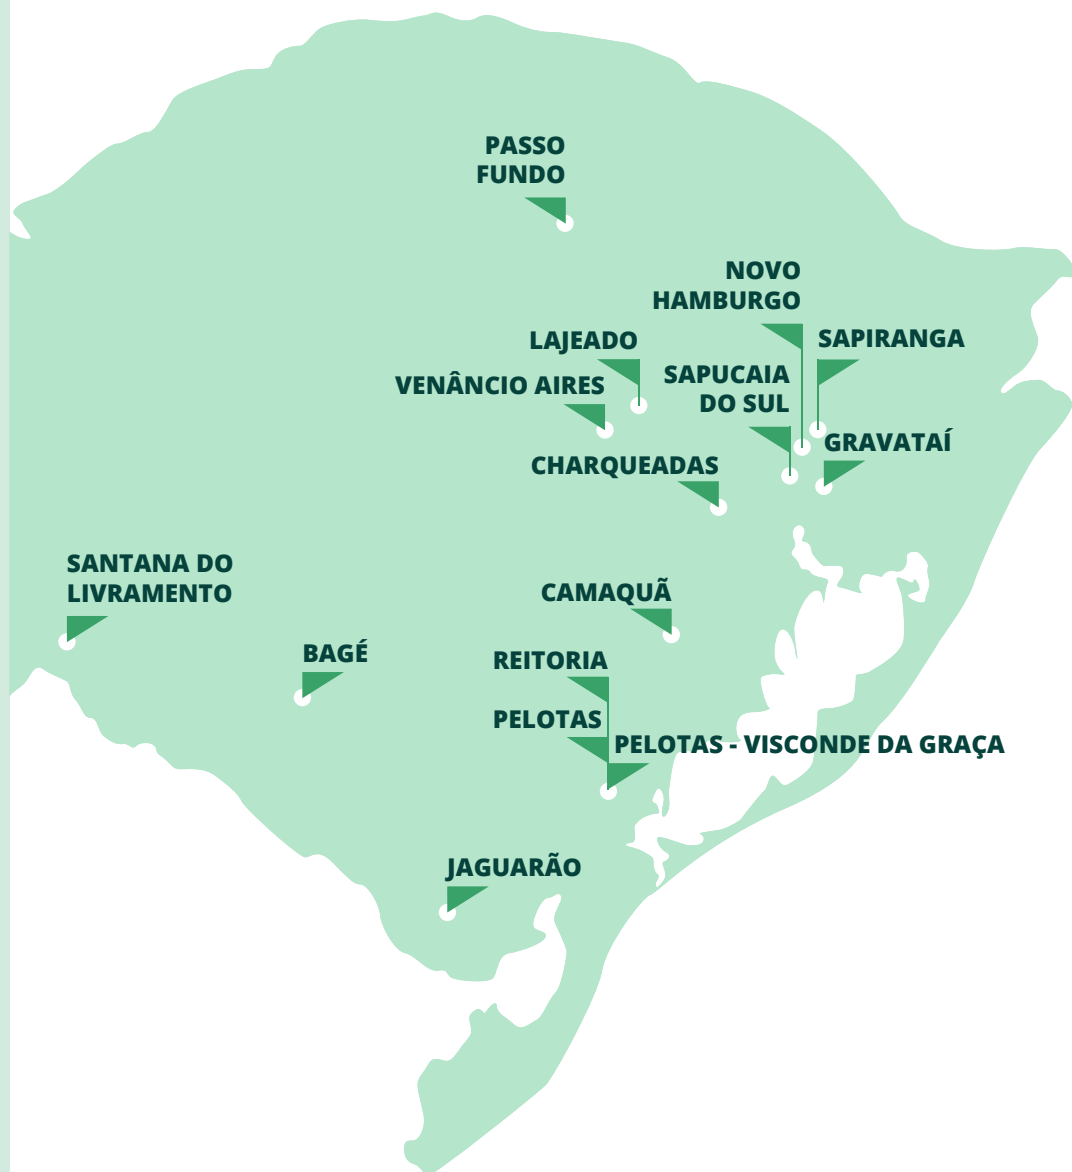 PASSO
FUNDO
NOVO
HAMBURGO
LAJEADO
SAPIRANGA
VENÂNCIO AIRES
SAPUCAIA
DO SUL
GRAVATAÍ
CHARQUEADAS
SANTANA DO
LIVRAMENTO
CAMAQUÃ
BAGÉ
REITORIA
PELOTAS
PELOTAS - VISCONDE DA GRAÇA
JAGUARÃO